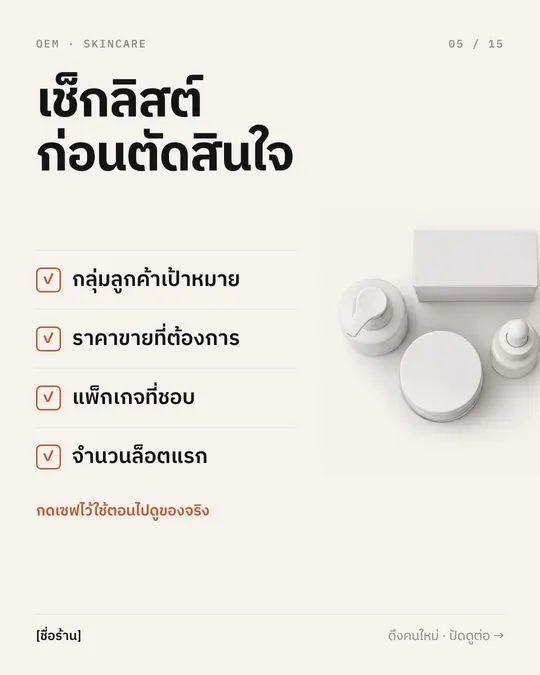 OEM · SKINCARE
05 / 15
เช็กลิสต์
ก่อนตัดสินใจ
กลุ่มลูกค้าเป้าหมาย
ราคาขายที่ต้องการ
แพ็กเกจที่ชอบ
จำนวนล็อตแรก
กดเซฟไว้ใช้ตอนไปดูของจริง
[ชื่อร้าน]
ดึงคนใหม่ · ปัดดูต่อ →